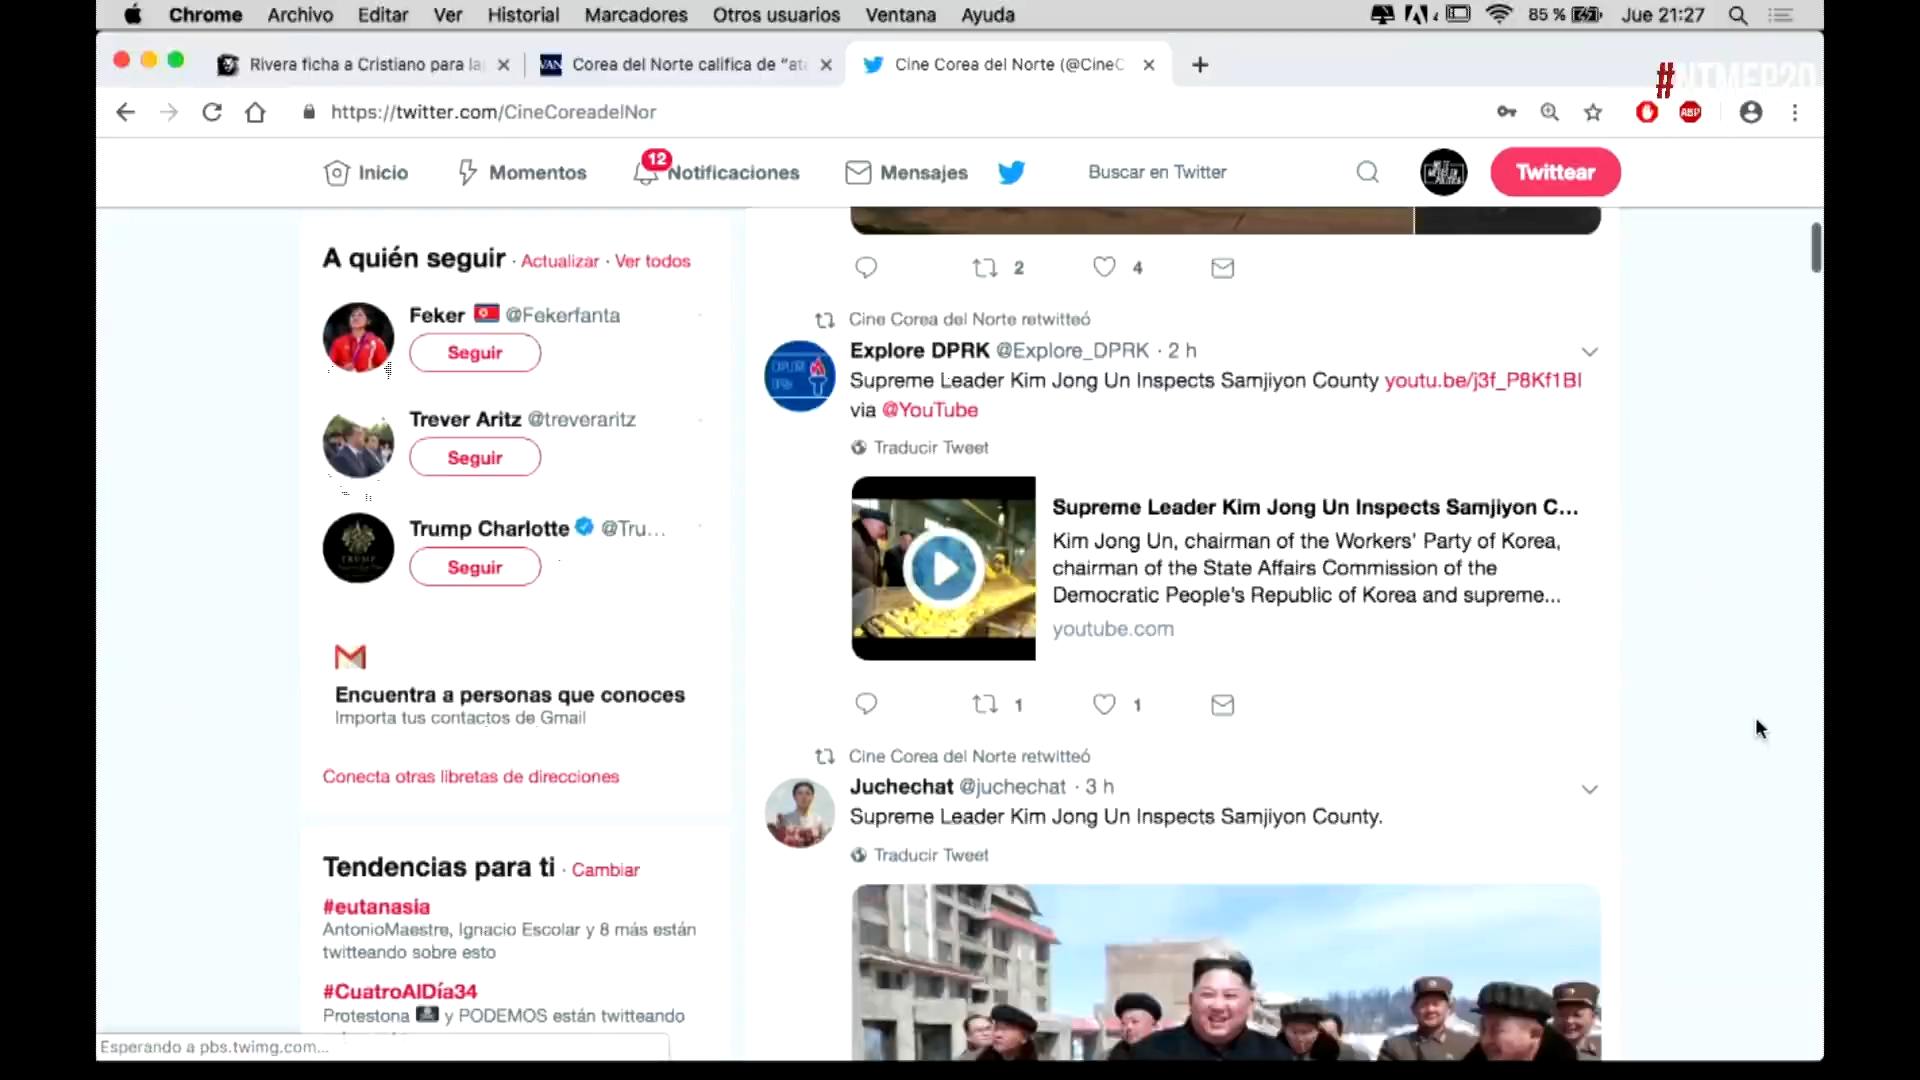 Chrome Archivo Editar Ver Historial Marcadores Otros usuarios Ventana Ayuda
85 % Jue 21:27
Rivera ficha a Cristiano para la
VAN Corea del Norte califica de "at
Cine Corea del Norte (@CineC
#NTMEP20
https://twitter.com/CineCoreadelNor
ABP
Inicio Momentos 12 Notificaciones Mensajes Buscar en Twitter Twittear
A quién seguir · Actualizar · Ver todos
Feker @Fekerfanta
Seguir
Trever Aritz @treveraritz
Seguir
Trump Charlotte @Tru...
TRUMP
Seguir
Encuentra a personas que conoces
Importa tus contactos de Gmail
Conecta otras libretas de direcciones
Tendencias para ti · Cambiar
#eutanasia
AntonioMaestre, Ignacio Escolar y 8 más están
twitteando sobre esto
#CuatroAlDía34
Protestona y PODEMOS están twitteando
Esperando a pbs.twimg.com...
2 4
Cine Corea del Norte retwitteó
EXPLORE
DPRK
Explore DPRK @Explore_DPRK · 2 h
Supreme Leader Kim Jong Un Inspects Samjiyon County youtu.be/j3f_P8Kf1BI
via @YouTube
Traducir Tweet
Supreme Leader Kim Jong Un Inspects Samjiyon C...
Kim Jong Un, chairman of the Workers' Party of Korea,
chairman of the State Affairs Commission of the
Democratic People's Republic of Korea and supreme...
youtube.com
1 1
Cine Corea del Norte retwitteó
Juchechat @juchechat · 3 h
Supreme Leader Kim Jong Un Inspects Samjiyon County.
Traducir Tweet